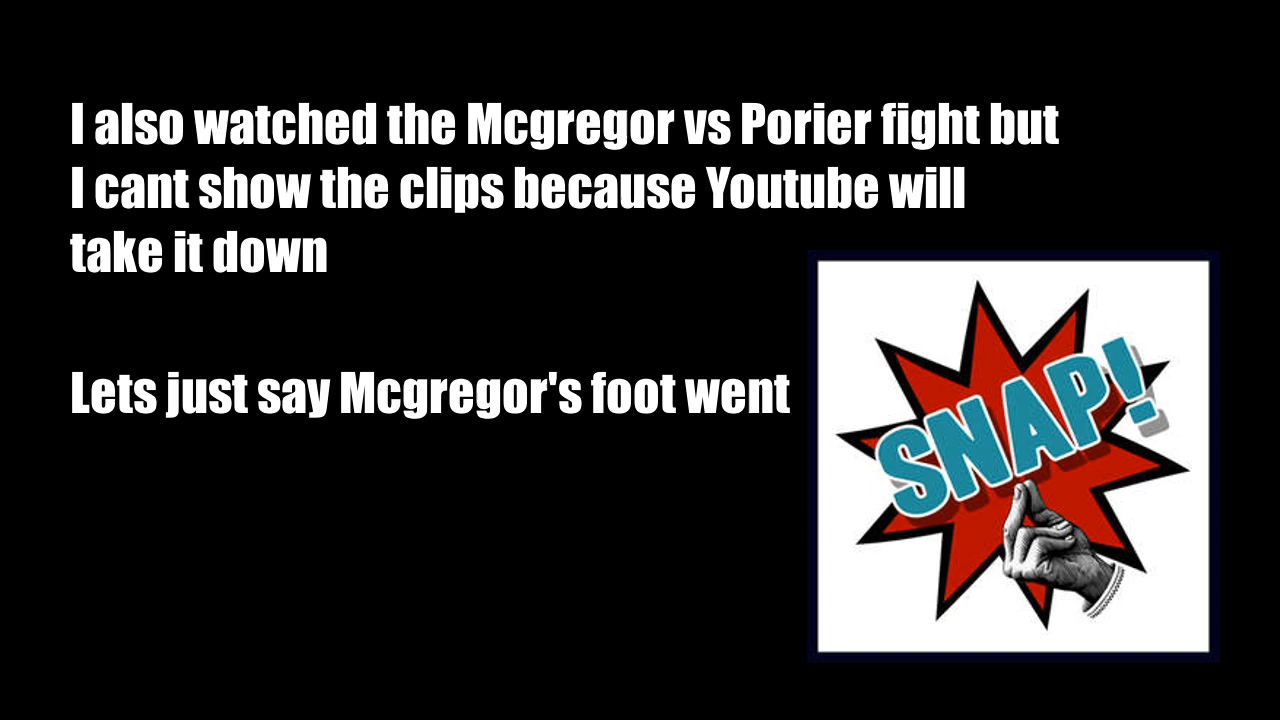 I also watched the Mcgregor vs Porier fight but
I cant show the clips because Youtube will
take it down
Lets just say Mcgregor's foot went
SNAP!